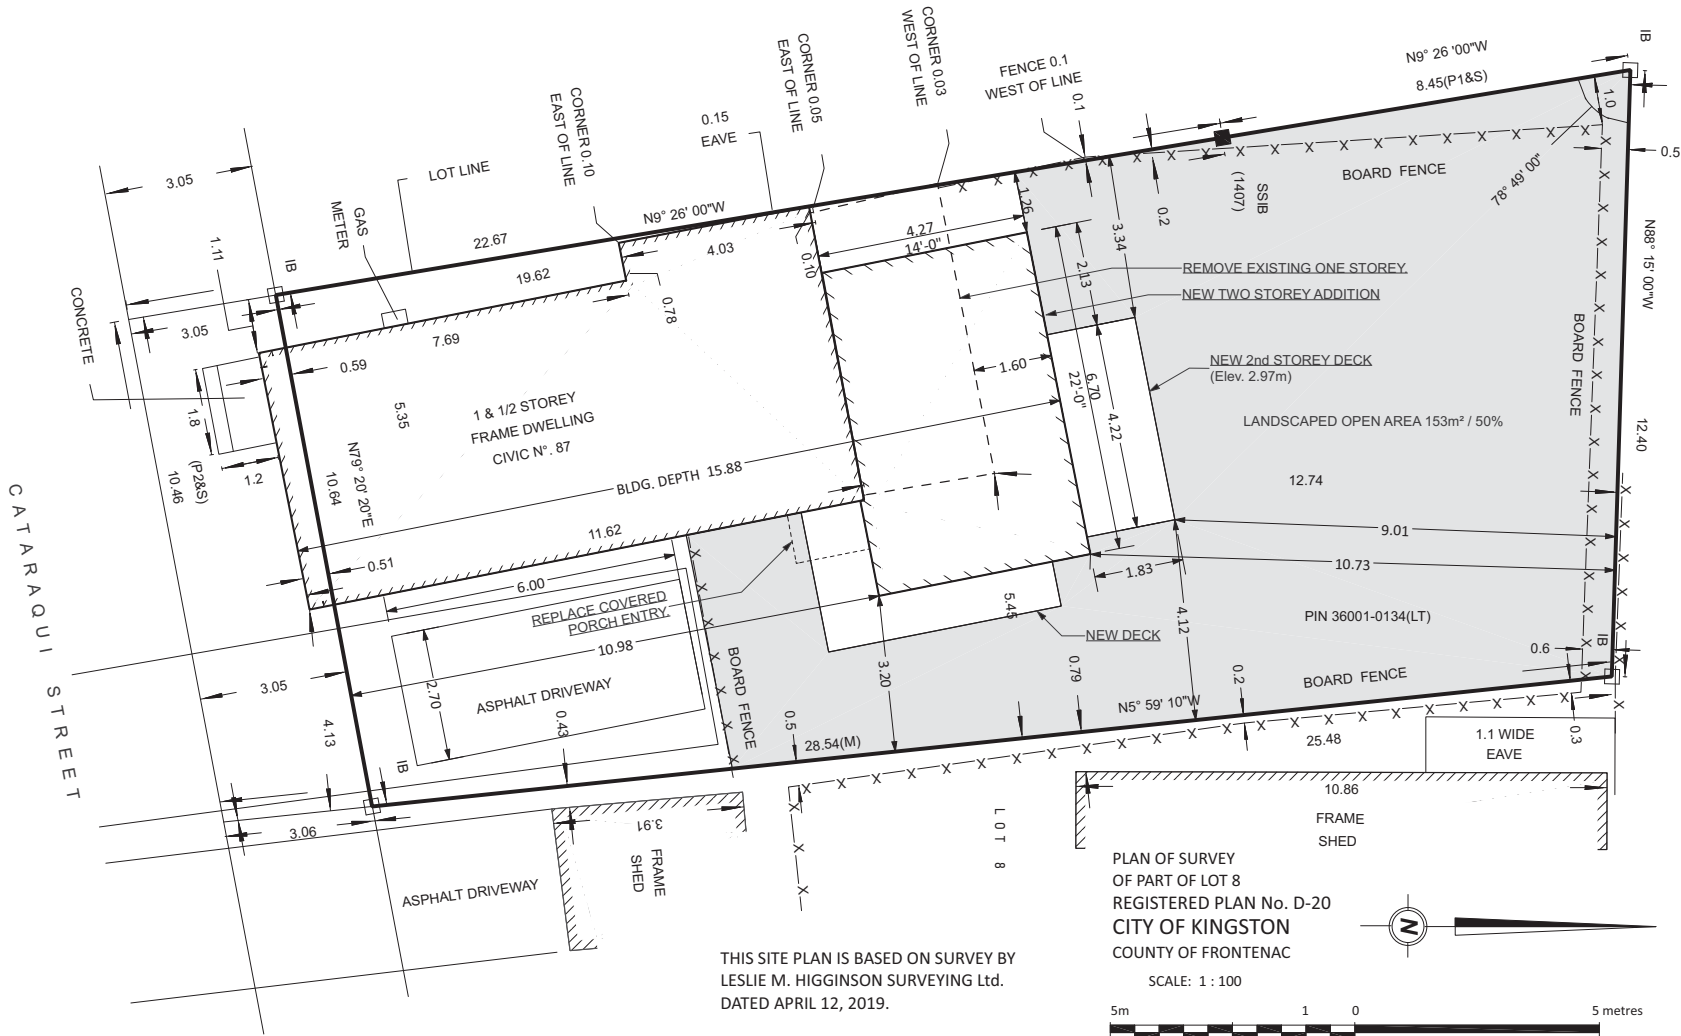 N9° 26 '00"W
8.45(P1&S)
IB
1.0
0.5
78° 49' 00"
CORNER 0.03
WEST OF LINE
CORNER 0.05
EAST OF LINE
FENCE 0.1
WEST OF LINE
0.1
CORNER 0.10
EAST OF LINE
0.15
EAVE
LOT LINE
3.05
GAS
METER
N9° 26' 00"W
22.67
19.62
4.03
0.10
4.27
14'-0"
1.26
3.34
0.2
SSIB
(1407)
BOARD FENCE
2.13
REMOVE EXISTING ONE STOREY.
NEW TWO STOREY ADDITION
1.11
IB
CONCRETE
3.05
0.78
7.69
0.59
1.60
6.70
22'-0"
4.22
NEW 2nd STOREY DECK
(Elev. 2.97m)
BOARD FENCE
N88° 15' 00"W
12.40
1.8
5.35
1 & 1/2 STOREY
FRAME DWELLING
CIVIC N°. 87
LANDSCAPED OPEN AREA 153m² / 50%
10.46
(P2&S)
1.2
10.64
N79° 20' 20"E
BLDG. DEPTH 15.88
12.74
CATARAQUI STREET
11.62
9.01
0.51
6.00
10.73
1.83
REPLACE COVERED
PORCH ENTRY.
5.45
4.12
PIN 36001-0134(LT)
NEW DECK
10.98
2.70
ASPHALT DRIVEWAY
BOARD FENCE
3.20
0.79
0.6
IB
3.05
0.2
BOARD FENCE
N5° 59' 10"W
4.13
0.43
0.5
28.54(M)
25.48
0.3
1.1 WIDE
EAVE
IB
3.06
3.91
FRAME
SHED
ASPHALT DRIVEWAY
LOT 8
10.86
FRAME
SHED
PLAN OF SURVEY
OF PART OF LOT 8
REGISTERED PLAN No. D-20
CITY OF KINGSTON
COUNTY OF FRONTENAC
N
THIS SITE PLAN IS BASED ON SURVEY BY
LESLIE M. HIGGINSON SURVEYING Ltd.
DATED APRIL 12, 2019.
SCALE: 1 : 100
5m 1 0 5 metres